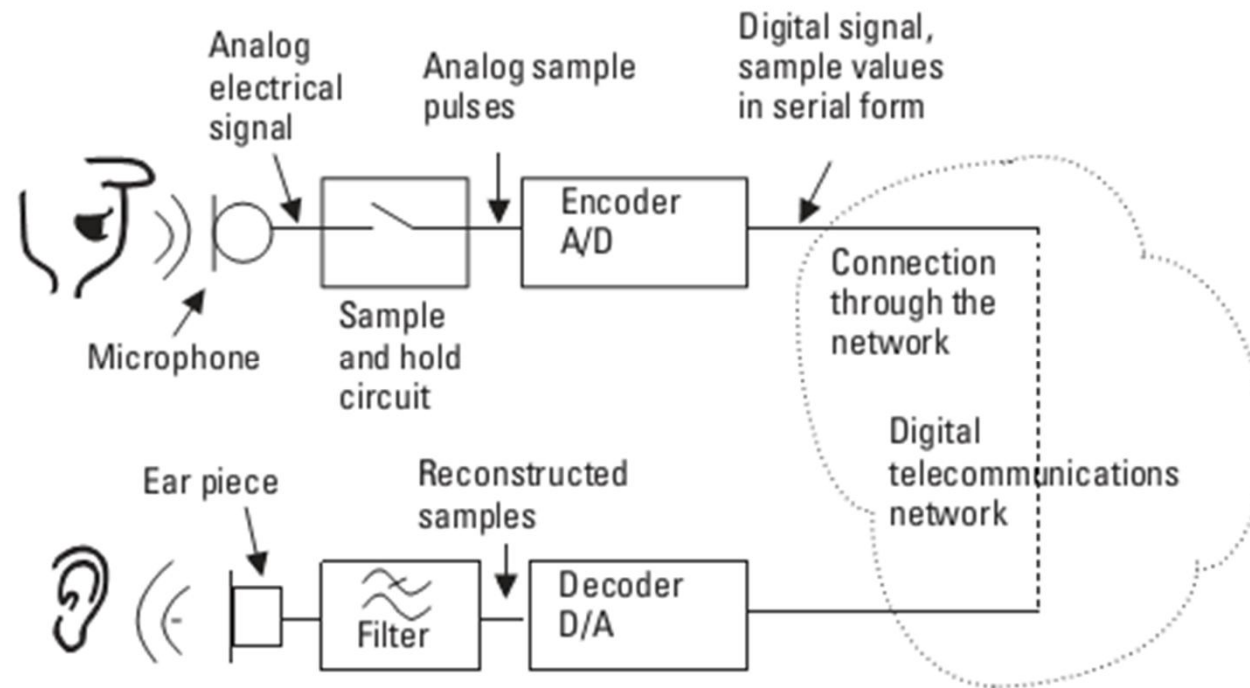 Analog
electrical
signal
Analog sample
pulses
Digital signal,
sample values
in serial form
Encoder
A/D
Microphone
Sample
and hold
circuit
Connection
through the
network
Digital
telecommunications
network
Ear piece
Reconstructed
samples
Filter
Decoder
D/A